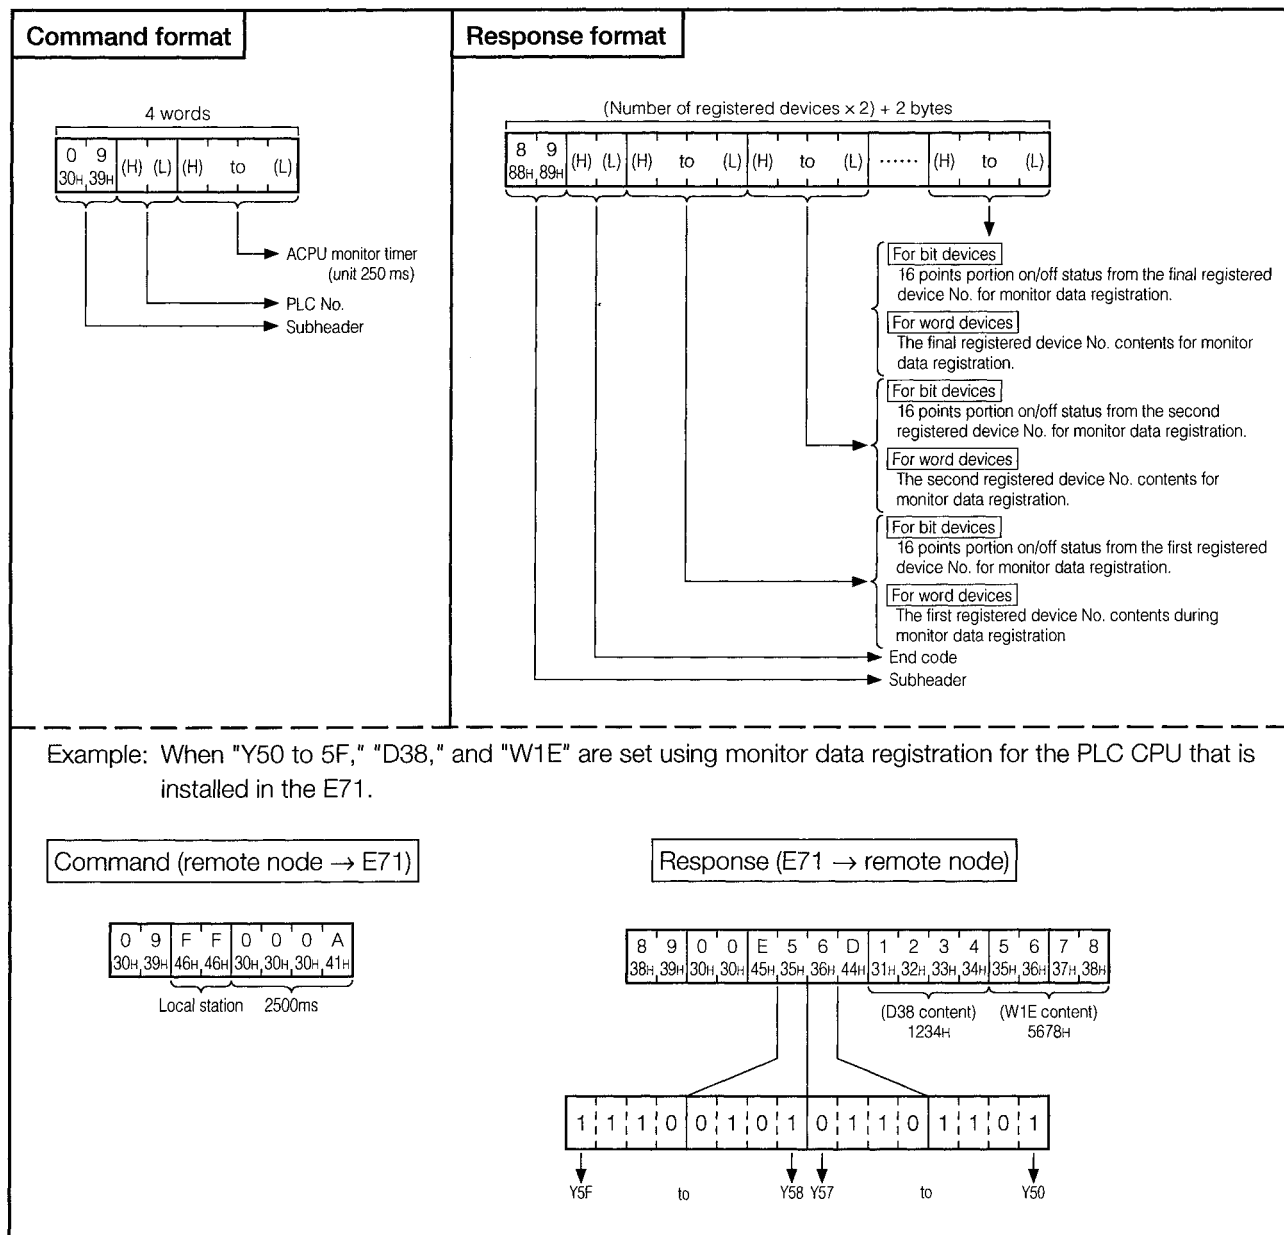 Command format
4 words
0 9 (H) (L) (H) to (L)
30H 39H
ACPU monitor timer
(unit 250 ms)
PLC No.
Subheader
Response format
(Number of registered devices × 2) + 2 bytes
8 9 (H) (L) (H) to (L) (H) to (L) ...... (H) to (L)
88H 89H
For bit devices
16 points portion on/off status from the final registered
device No. for monitor data registration.
For word devices
The final registered device No. contents for monitor
data registration.
For bit devices
16 points portion on/off status from the second
registered device No. for monitor data registration.
For word devices
The second registered device No. contents for
monitor data registration.
For bit devices
16 points portion on/off status from the first registered
device No. for monitor data registration.
For word devices
The first registered device No. contents during
monitor data registration
End code
Subheader
Example: When "Y50 to 5F," "D38," and "W1E" are set using monitor data registration for the PLC CPU that is
installed in the E71.
Command (remote node → E71)
0 9 F F 0 0 0 A
30H 39H 46H 46H 30H 30H 30H 41H
Local station 2500ms
Response (E71 → remote node)
8 9 0 0 E 5 6 D 1 2 3 4 5 6 7 8
38H 39H 30H 30H 45H 35H 36H 44H 31H 32H 33H 34H 35H 36H 37H 38H
(D38 content) (W1E content)
1234H 5678H
1 1 1 0 0 1 0 1 0 1 1 0 1 1 0 1
Y5F to Y58 Y57 to Y50